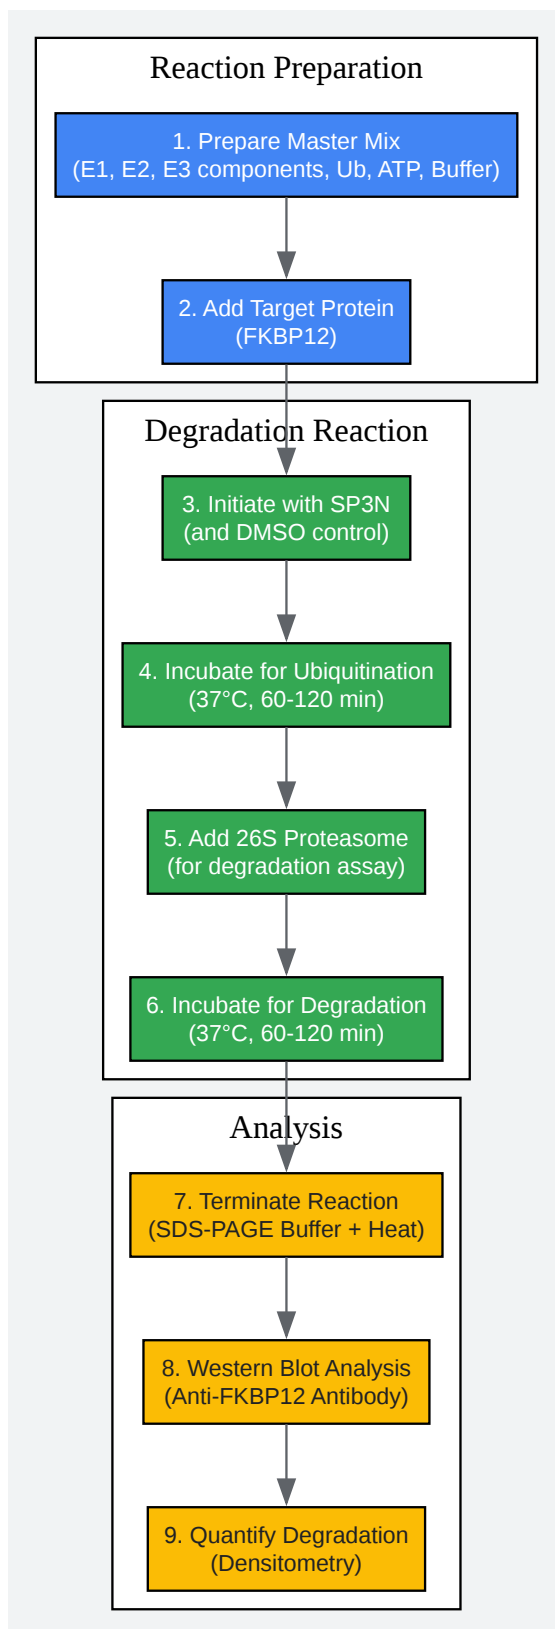 Reaction Preparation
1. Prepare Master Mix
(E1, E2, E3 components, Ub, ATP, Buffer)
2. Add Target Protein
(FKBP12)
Degradation Reaction
3. Initiate with SP3N
(and DMSO control)
4. Incubate for Ubiquitination
(37°C, 60-120 min)
5. Add 26S Proteasome
(for degradation assay)
6. Incubate for Degradation
(37°C, 60-120 min)
Analysis
7. Terminate Reaction
(SDS-PAGE Buffer + Heat)
8. Western Blot Analysis
(Anti-FKBP12 Antibody)
9. Quantify Degradation
(Densitometry)